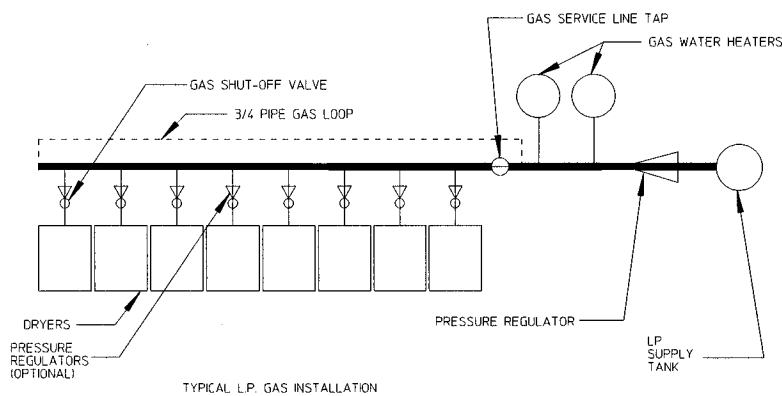 GAS SERVICE LINE TAP
GAS WATER HEATERS
GAS SHUT-OFF VALVE
3/4 PIPE GAS LOOP
DRYERS
PRESSURE REGULATOR
PRESSURE
REGULATORS
(OPTIONAL)
LP
SUPPLY
TANK
TYPICAL L.P. GAS INSTALLATION